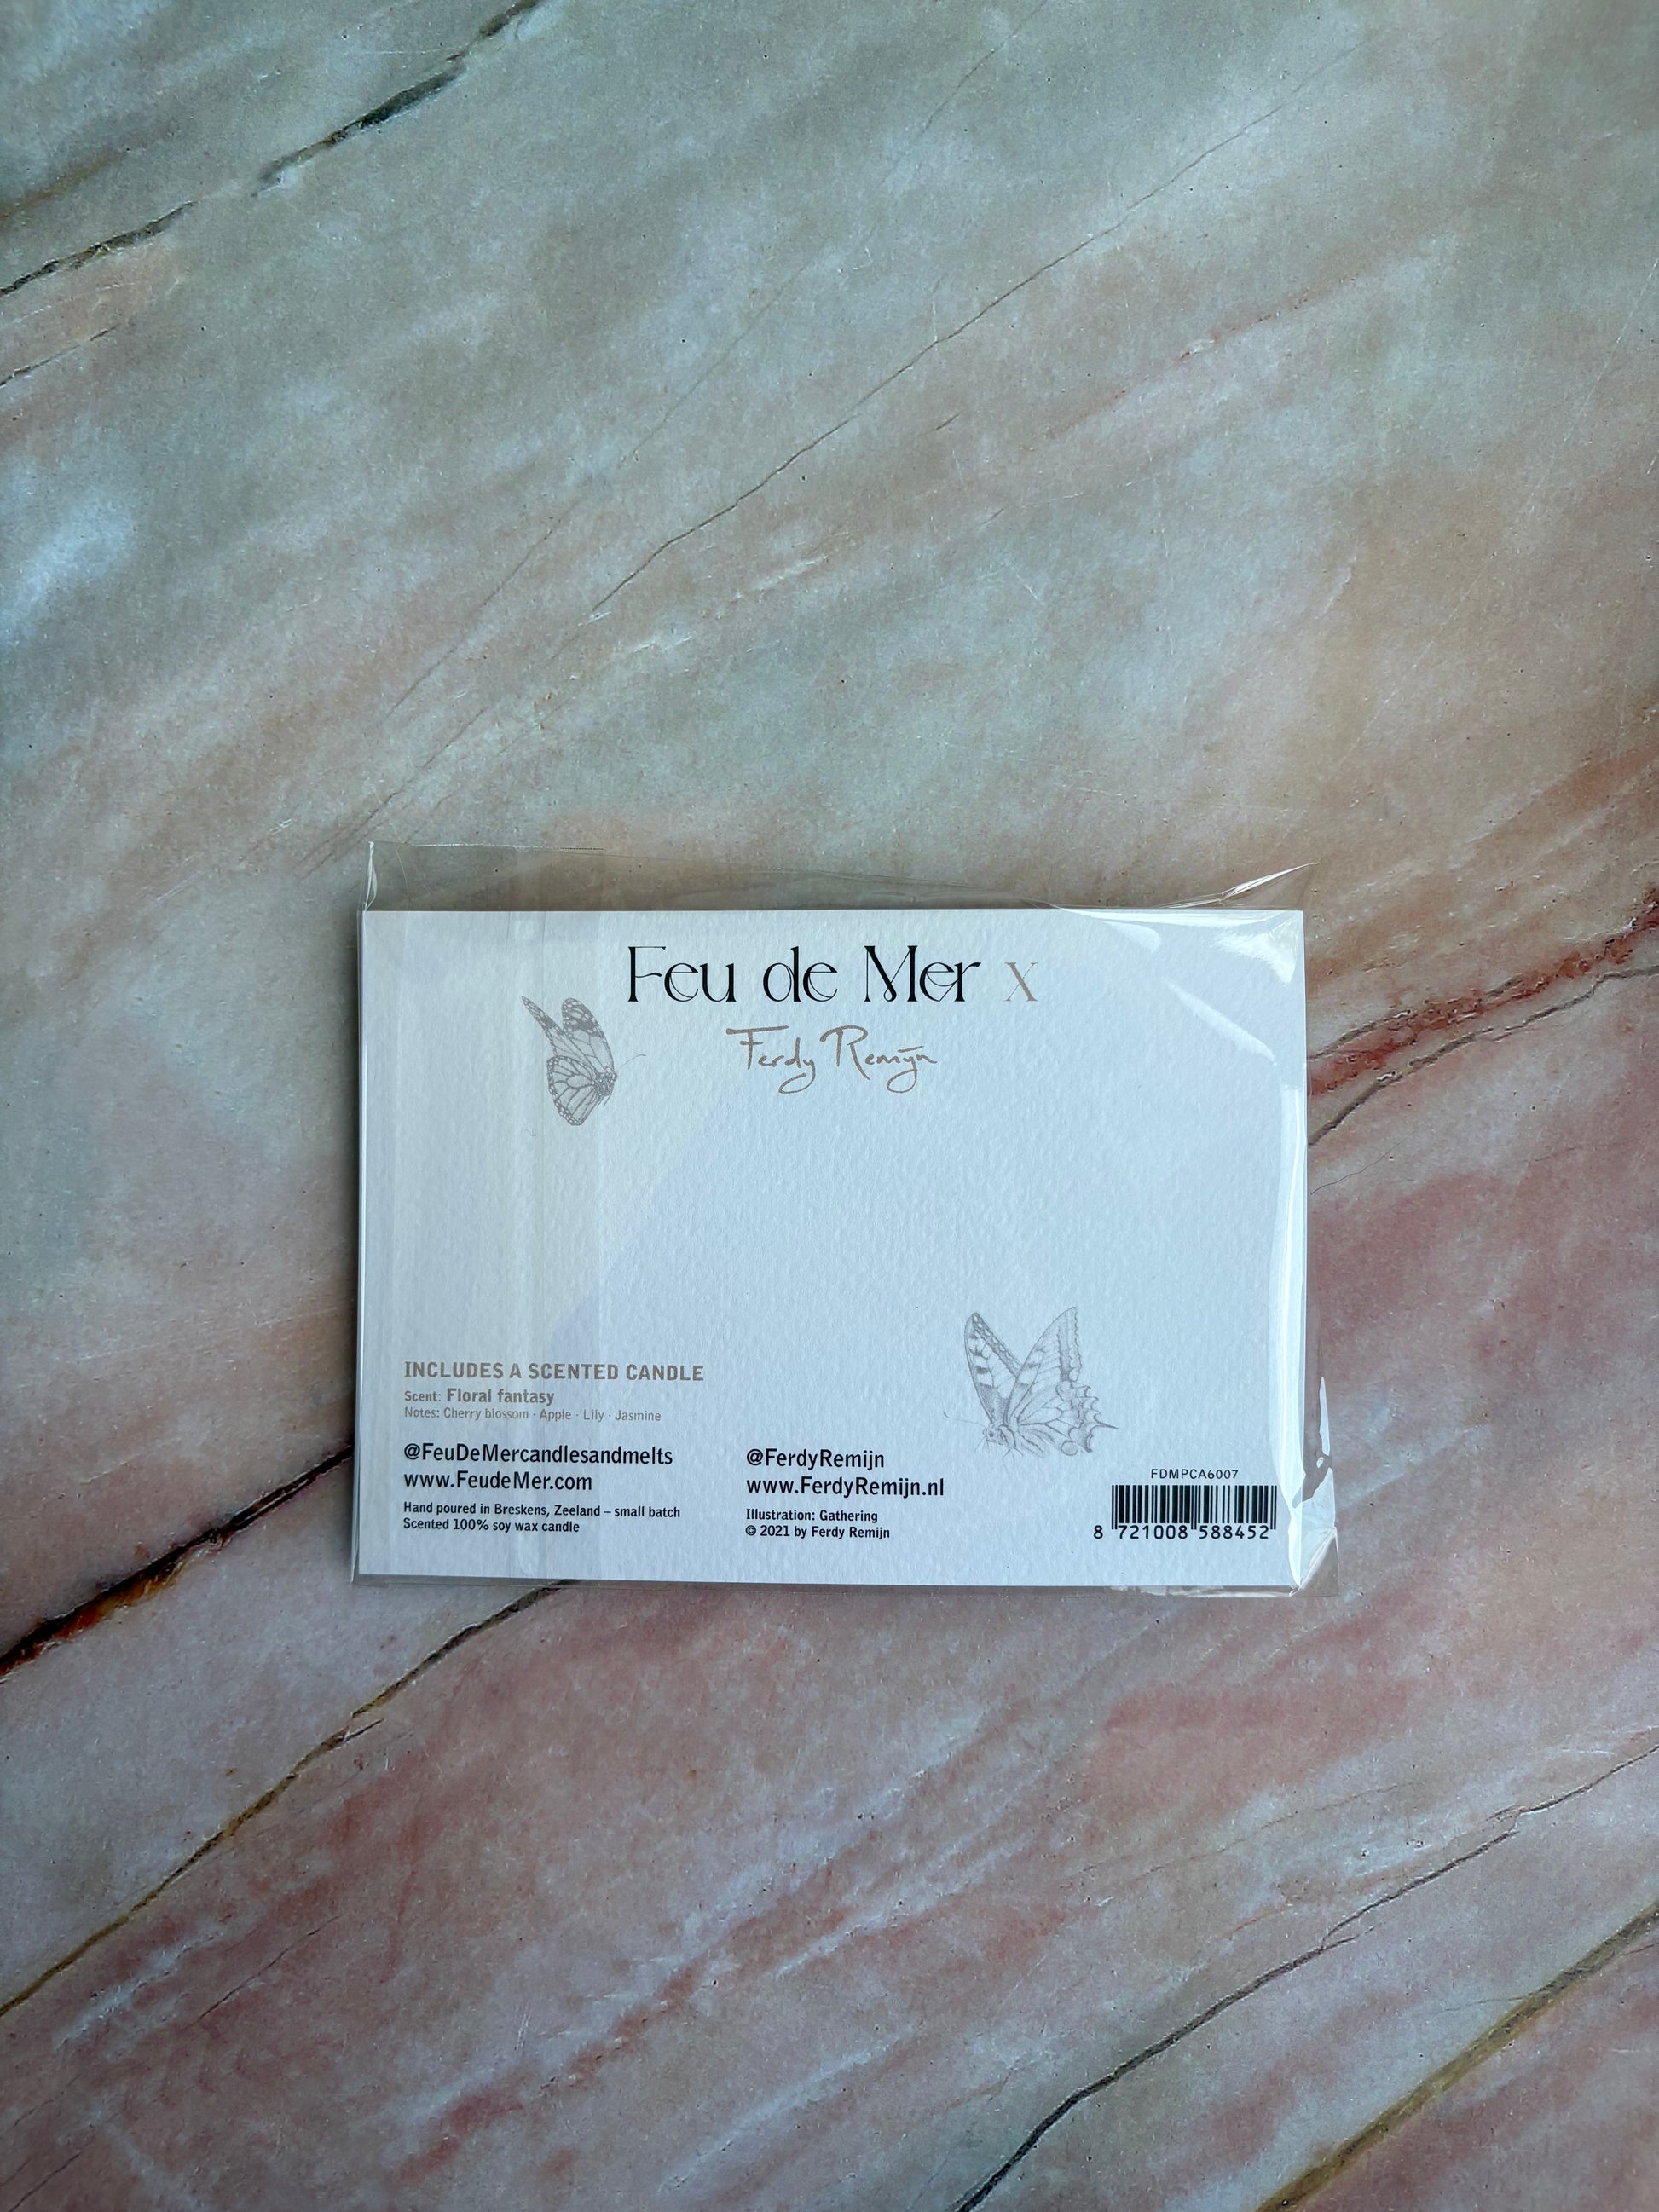 Feu de Mer x
Ferdy Remijn
INCLUDES A SCENTED CANDLE
Scent: Floral fantasy
Notes: Cherry blossom · Apple · Lily · Jasmine
@FeuDeMercandlesandmelts
www.FeudeMer.com
Hand poured in Breskens, Zeeland – small batch
Scented 100% soy wax candle
@FerdyRemijn
www.FerdyRemijn.nl
Illustration: Gathering
© 2021 by Ferdy Remijn
FDMPCA6007
8 721008 588452